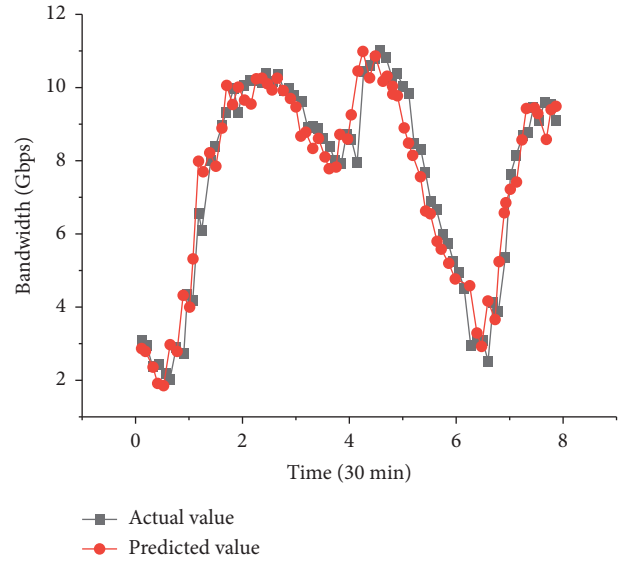 12
10
8
6
4
2
Bandwidth (Gbps)
0 2 4 6 8
Time (30 min)
Actual value
Predicted value